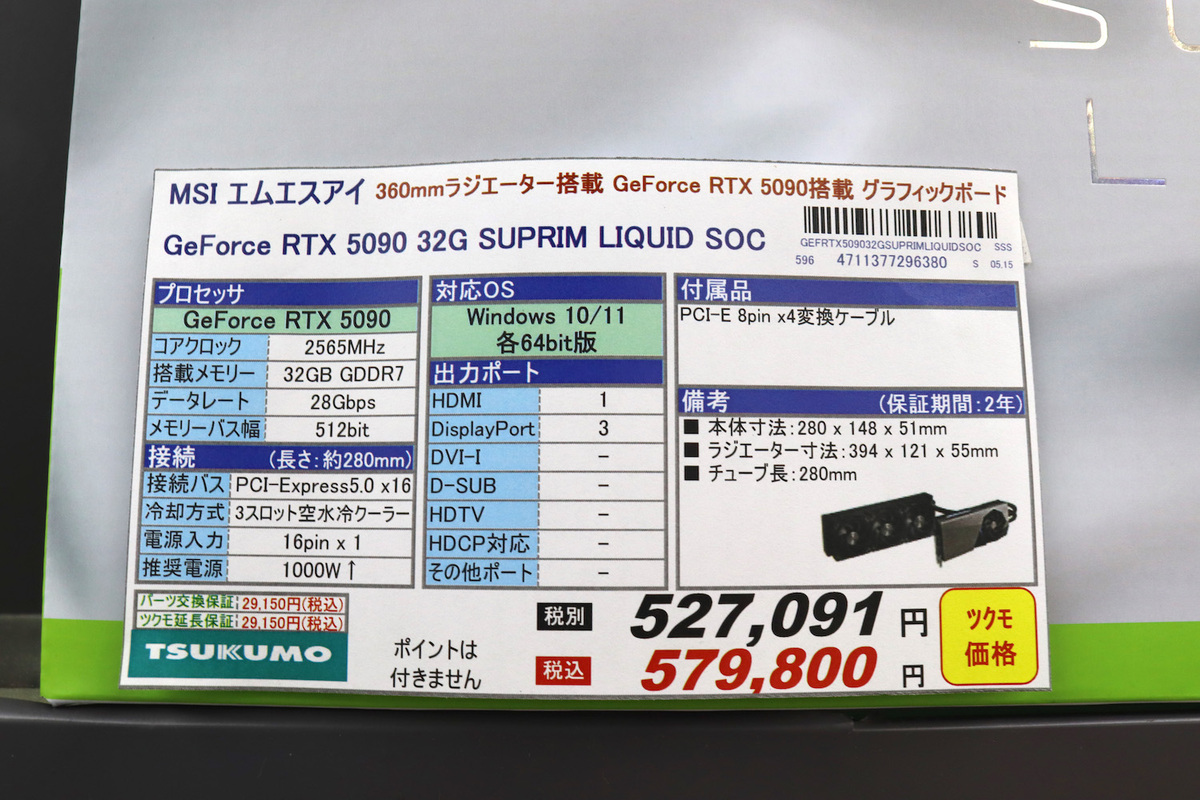 S U
L
MSI エムエスアイ 360mmラジエーター搭載 GeForce RTX 5090搭載 グラフィックボード
GeForce RTX 5090 32G SUPRIM LIQUID SOC
GEFRTX509032GSUPRIMLIQUIDSOC SSS
596 4711377296380 S 05.15
プロセッサ
GeForce RTX 5090
コアクロック 2565MHz
搭載メモリー 32GB GDDR7
データレート 28Gbps
メモリーバス幅 512bit
接続 (長さ:約280mm)
接続バス PCI-Express5.0 x16
冷却方式 3スロット空水冷クーラー
電源入力 16pin x 1
推奨電源 1000W↑
対応OS
Windows 10/11
各64bit版
出力ポート
HDMI 1
DisplayPort 3
DVI-I -
D-SUB -
HDTV -
HDCP対応 -
その他ポート -
付属品
PCI-E 8pin x4変換ケーブル
備考 (保証期間:2年)
■ 本体寸法:280 x 148 x 51mm
■ ラジエーター寸法:394 x 121 x 55mm
■ チューブ長:280mm
パーツ交換保証:29,150円(税込)
ツクモ延長保証:29,150円(税込)
TSUKUMO
ポイントは
付きません
税別 527,091円
税込 579,800円
ツクモ
価格